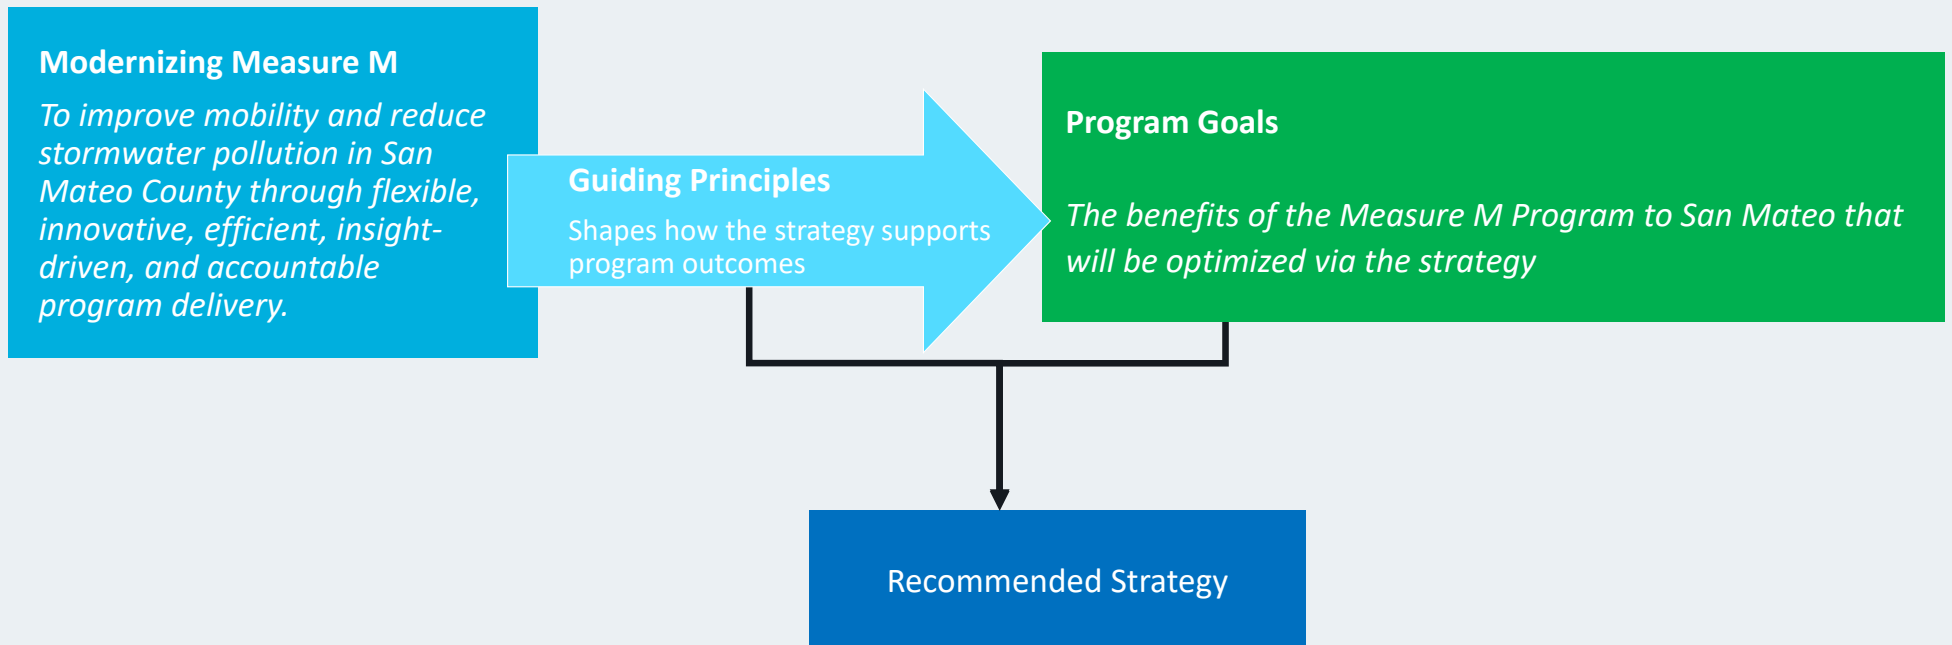 Modernizing Measure M
To improve mobility and reduce
stormwater pollution in San
Mateo County through flexible,
innovative, efficient, insight-
driven, and accountable
program delivery.
Guiding Principles
Shapes how the strategy supports
program outcomes
Program Goals
The benefits of the Measure M Program to San Mateo that
will be optimized via the strategy
Recommended Strategy